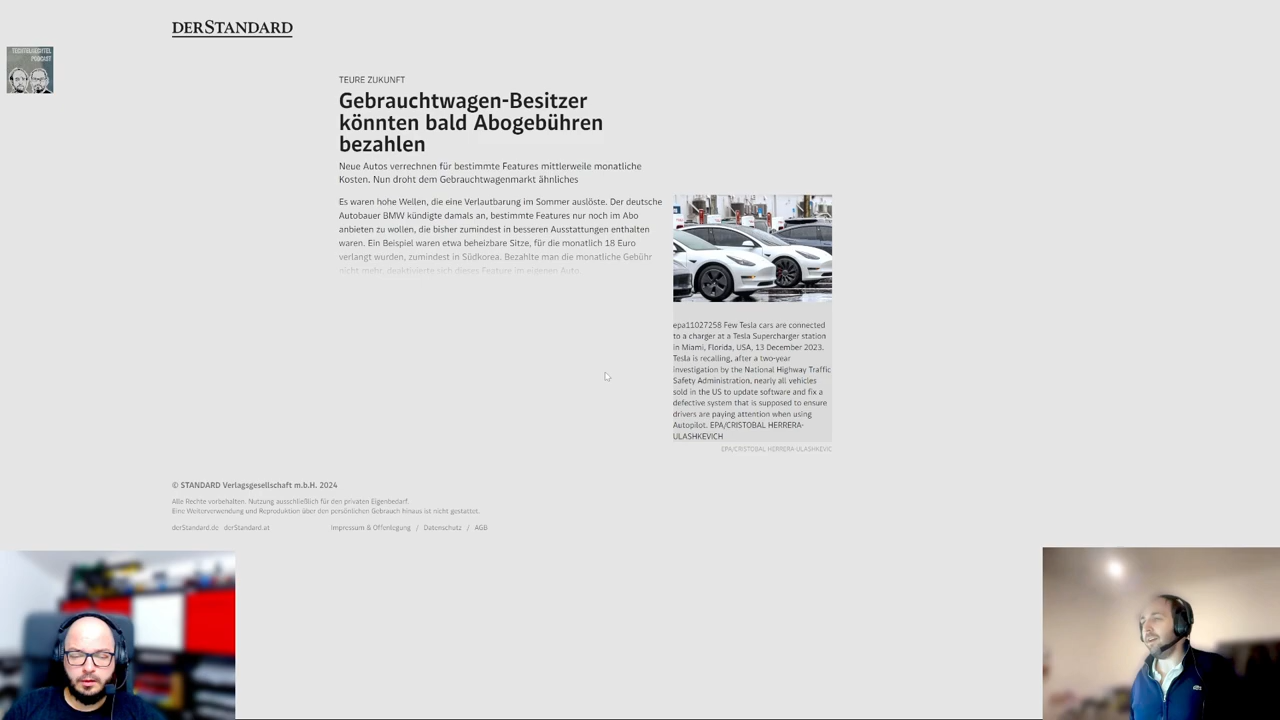 DERSTANDARD
TECHTELMECHTEL
PODCAST
TEURE ZUKUNFT
Gebrauchtwagen-Besitzer
könnten bald Abogebühren
bezahlen
Neue Autos verrechnen für bestimmte Features mittlerweile monatliche
Kosten. Nun droht dem Gebrauchtwagenmarkt ähnliches
Es waren hohe Wellen, die eine Verlautbarung im Sommer auslöste. Der deutsche
Autobauer BMW kündigte damals an, bestimmte Features nur noch im Abo
anbieten zu wollen, die bisher zumindest in besseren Ausstattungen enthalten
waren. Ein Beispiel waren etwa beheizbare Sitze, für die monatlich 18 Euro
verlangt wurden, zumindest in Südkorea. Bezahlte man die monatliche Gebühr
nicht mehr, deaktivierte sich dieses Feature im eigenen Auto.
epa11027258 Few Tesla cars are connected
to a charger at a Tesla Supercharger station
in Miami, Florida, USA, 13 December 2023.
Tesla is recalling, after a two-year
investigation by the National Highway Traffic
Safety Administration, nearly all vehicles
sold in the US to update software and fix a
defective system that is supposed to ensure
drivers are paying attention when using
Autopilot. EPA/CRISTOBAL HERRERA-
ULASHKEVICH
EPA/CRISTOBAL HERRERA-ULASHKEVIC
© STANDARD Verlagsgesellschaft m.b.H. 2024
Alle Rechte vorbehalten. Nutzung ausschließlich für den privaten Eigenbedarf.
Eine Weiterverwendung und Reproduktion über den persönlichen Gebrauch hinaus ist nicht gestattet.
derStandard.de derStandard.at Impressum & Offenlegung / Datenschutz / AGB